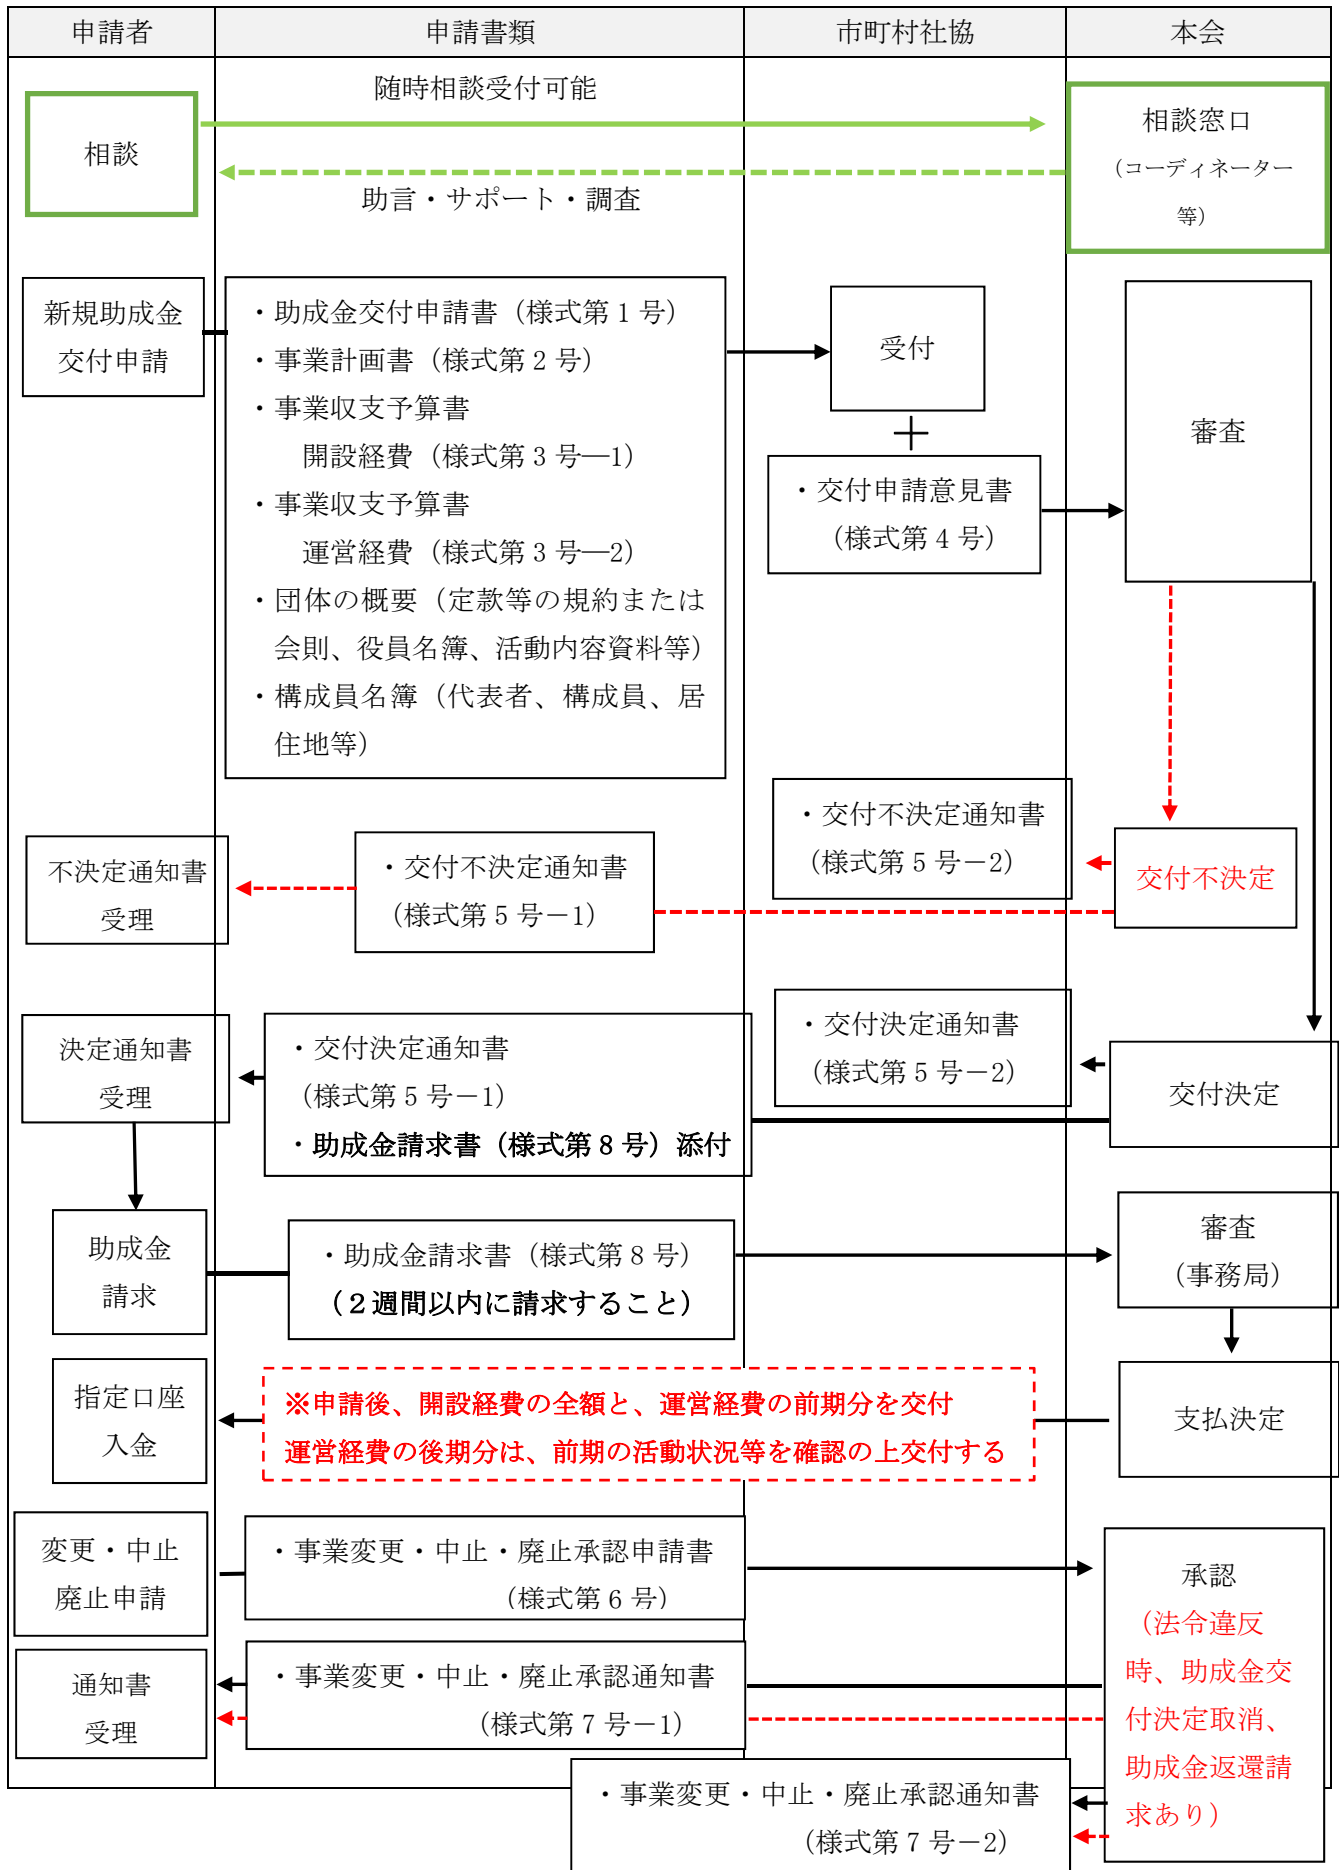 申請者
申請書類
市町村社協
本会
随時相談受付可能
相談
相談窓口
（コーディネーター
等）
助言・サポート・調査
新規助成金
交付申請
・助成金交付申請書（様式第1号）
・事業計画書（様式第2号）
・事業収支予算書
開設経費（様式第3号―1）
・事業収支予算書
運営経費（様式第3号―2）
・団体の概要（定款等の規約または
会則、役員名簿、活動内容資料等）
・構成員名簿（代表者、構成員、居
住地等）
受付
＋
・交付申請意見書
（様式第4号）
審査
不決定通知書
受理
・交付不決定通知書
（様式第5号－1）
・交付不決定通知書
（様式第5号－2）
交付不決定
決定通知書
受理
・交付決定通知書
（様式第5号－1）
・助成金請求書（様式第8号）添付
・交付決定通知書
（様式第5号－2）
交付決定
助成金
請求
・助成金請求書（様式第8号）
（２週間以内に請求すること）
審査
（事務局）
指定口座
入金
※申請後、開設経費の全額と、運営経費の前期分を交付
運営経費の後期分は、前期の活動状況等を確認の上交付する
支払決定
変更・中止
廃止申請
・事業変更・中止・廃止承認申請書
（様式第6号）
承認
（法令違反
時、助成金交
付決定取消、
助成金返還請
求あり）
通知書
受理
・事業変更・中止・廃止承認通知書
（様式第7号－1）
・事業変更・中止・廃止承認通知書
（様式第7号－2）